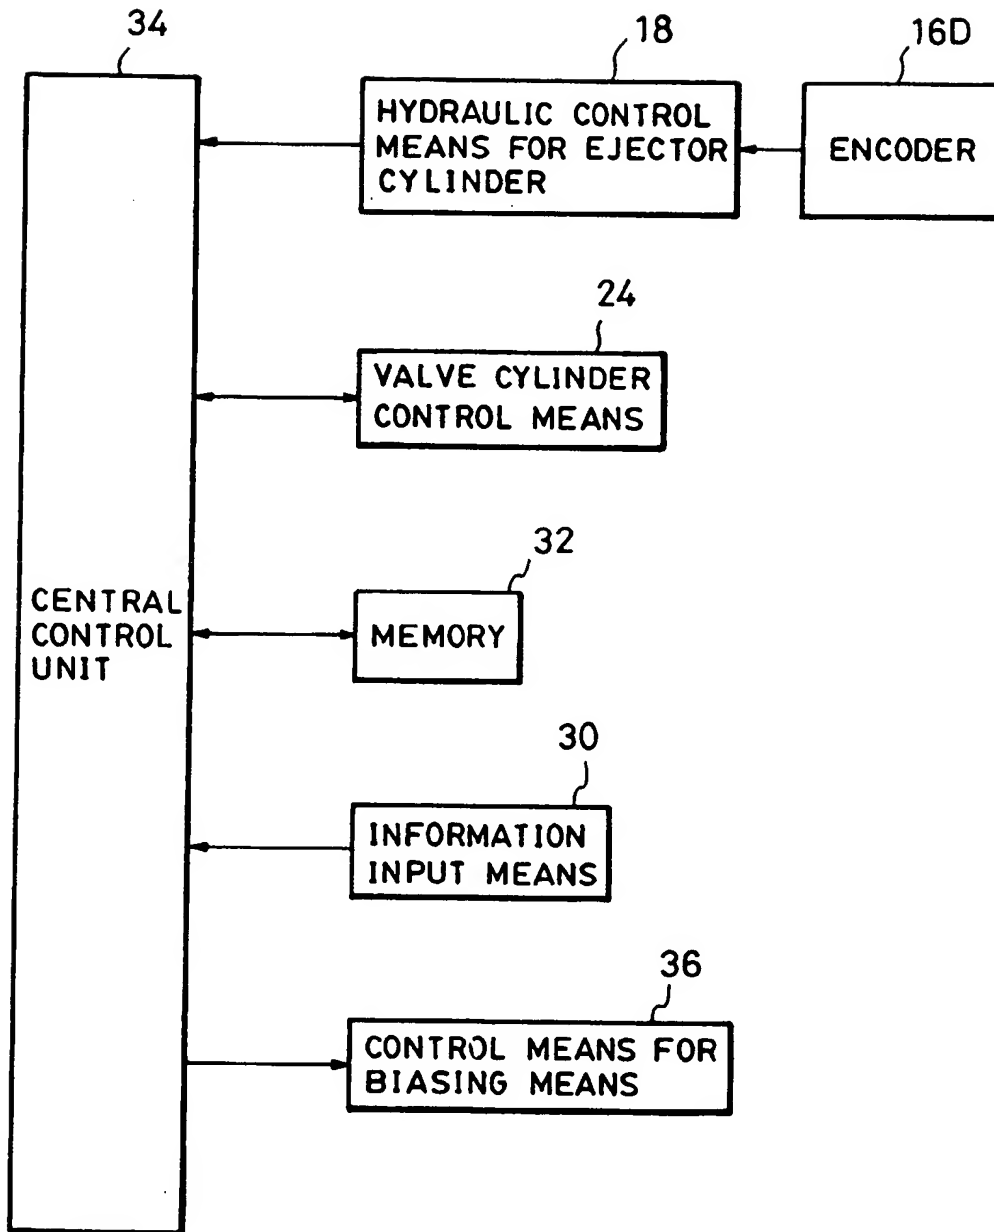 34
18
16D
HYDRAULIC CONTROL
MEANS FOR EJECTOR
CYLINDER
ENCODER
24
VALVE CYLINDER
CONTROL MEANS
32
CENTRAL
CONTROL
UNIT
MEMORY
30
INFORMATION
INPUT MEANS
36
CONTROL MEANS FOR
BIASING MEANS